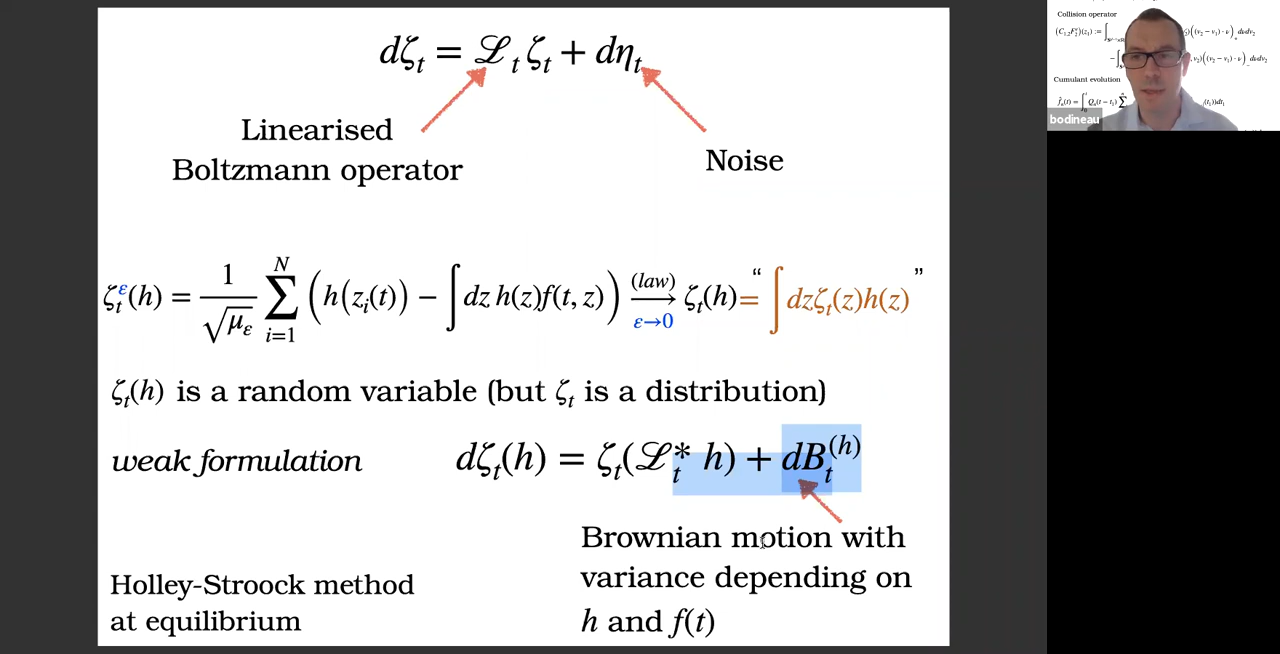 dζ_t = ℒ_t ζ_t + dη_t
Linearised
Boltzmann operator
Noise
ζ_t^ε(h) = 1/√μ_ε ∑_{i=1}^N (h(z_i(t)) − ∫dz h(z)f(t, z)) →^{(law)}_{ε→0} ζ_t(h) = “∫dzζ_t(z)h(z)”
ζ_t(h) is a random variable (but ζ_t is a distribution)
weak formulation
dζ_t(h) = ζ_t(ℒ_t^* h) + dB_t^{(h)}
Brownian motion with
variance depending on
h and f(t)
Holley-Stroock method
at equilibrium
Collision operator
Cumulant evolution
bodineau